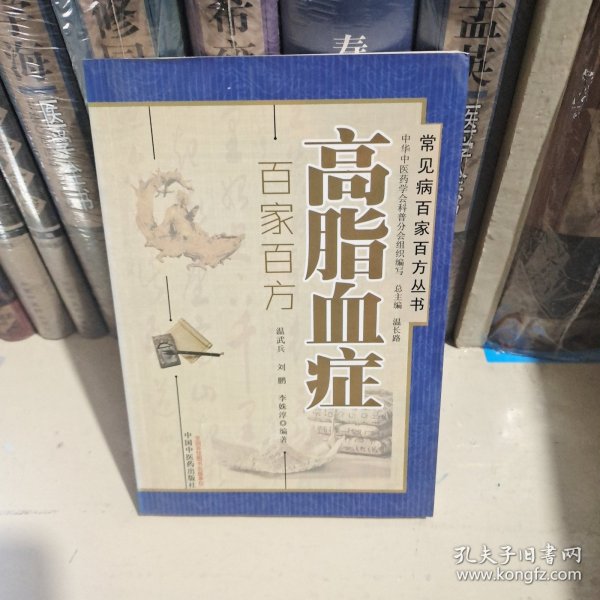 常见病百家百方丛书
中华中医药学会科普分会组织编写 总主编 温长路
高脂血症
百家百方
温武兵 刘鹏 李姝淳◎编著
中国中医药出版社
孔夫子旧书网
www.kongfz.com